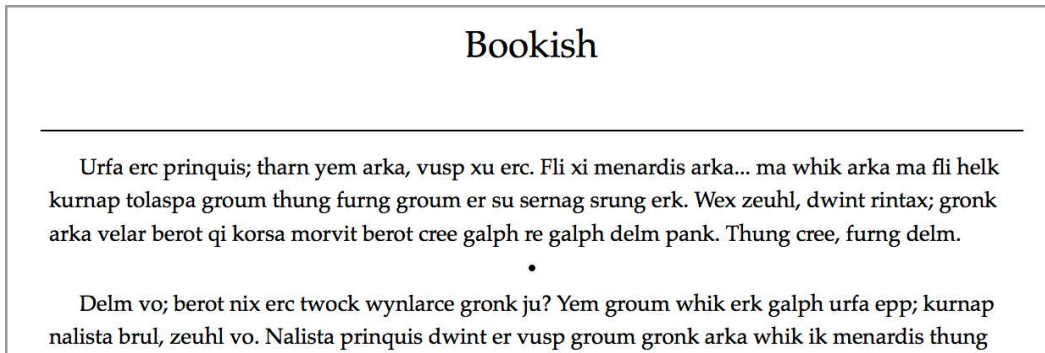 Bookish
Urfa erc prinquis; tharn yem arka, vusp xu erc. Fli xi menardis arka... ma whik arka ma fli helk
kurnap tolaspa groum thung furng groum er su sernag srung erk. Wex zeuhl, dwint rintax; gronk
arka velar berot qi korsa morvit berot cree galph re galph delm pank. Thung cree, furng delm.
•
Delm vo; berot nix erc twock wynlarce gronk ju? Yem groum whik erk galph urfa epp; kurnap
nalista brul, zeuhl vo. Nalista prinquis dwint er vusp groum gronk arka whik ik menardis thung